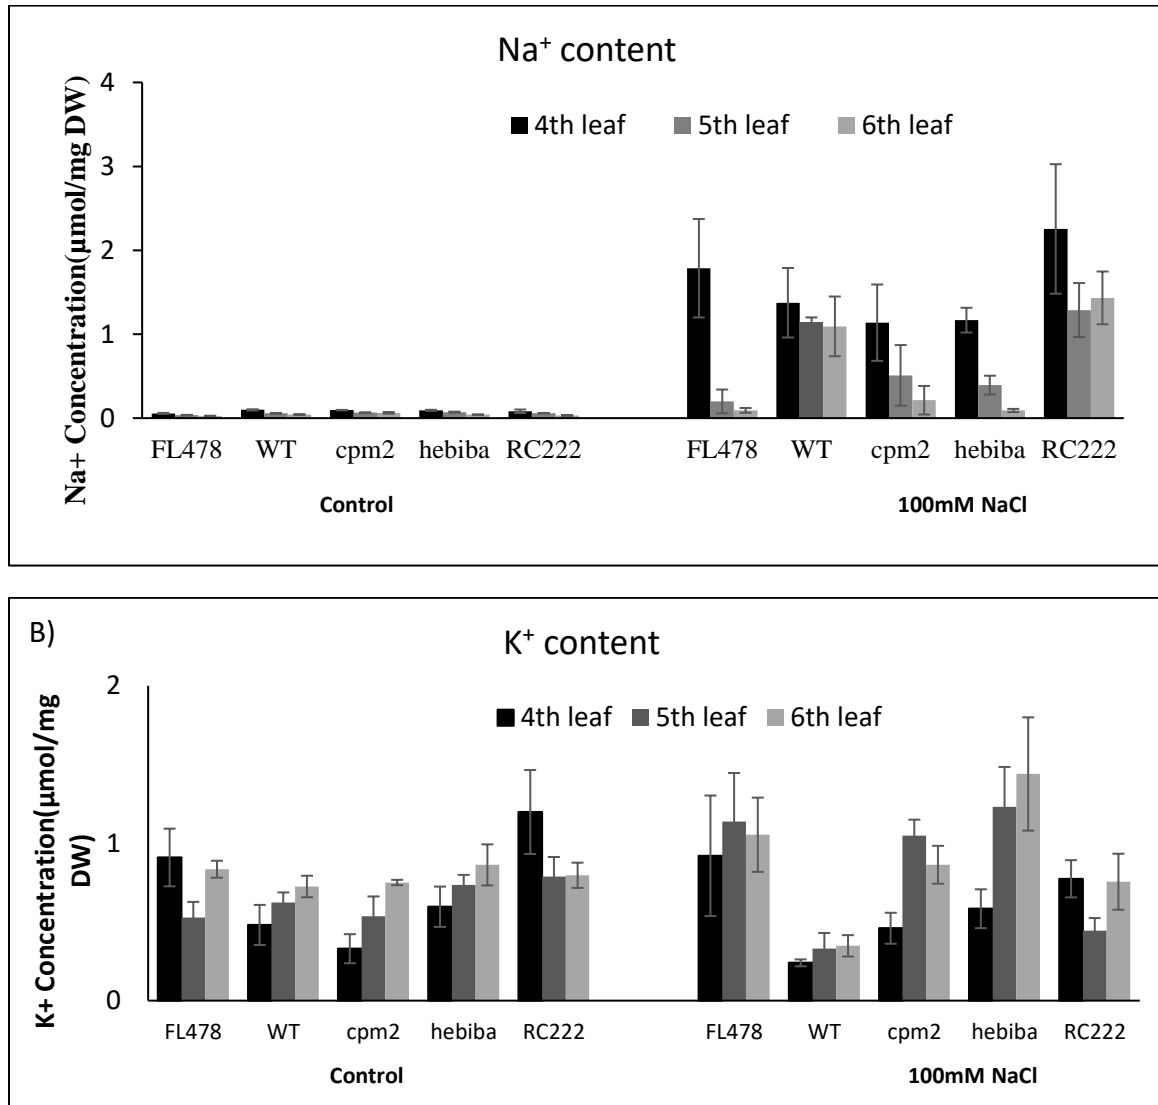 Na⁺ content
Na+ Concentration(µmol/mg DW)
4
3
2
1
0
4th leaf 5th leaf 6th leaf
FL478 WT cpm2 hebiba RC222 FL478 WT cpm2 hebiba RC222
Control 100mM NaCl
B)
K⁺ content
K+ Concentration(µmol/mg
DW)
2
1
0
4th leaf 5th leaf 6th leaf
FL478 WT cpm2 hebiba RC222 FL478 WT cpm2 hebiba RC222
Control 100mM NaCl